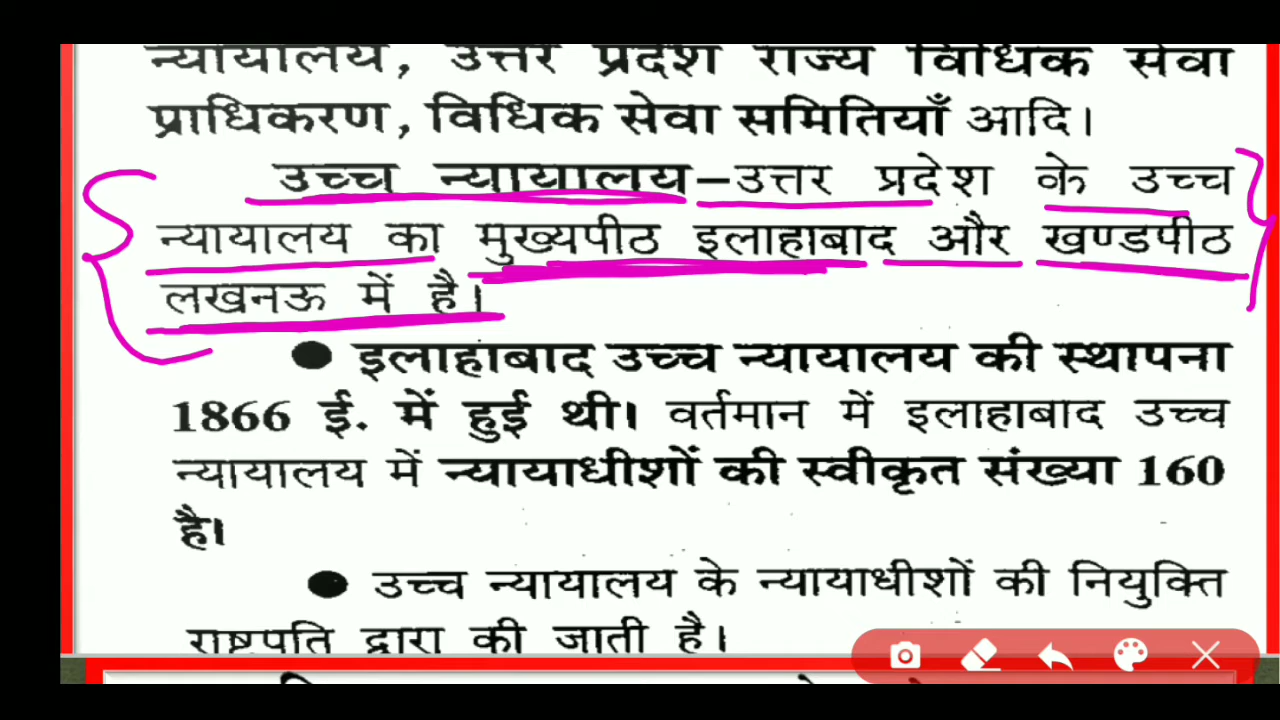 न्यायालय, उत्तर प्रदेश राज्य विधिक सेवा
प्राधिकरण, विधिक सेवा समितियाँ आदि।
उच्च न्यायालय–उत्तर प्रदेश के उच्च
न्यायालय का मुख्यपीठ इलाहाबाद और खण्डपीठ
लखनऊ में है।
● इलाहाबाद उच्च न्यायालय की स्थापना
1866 ई. में हुई थी। वर्तमान में इलाहाबाद उच्च
न्यायालय में न्यायाधीशों की स्वीकृत संख्या 160
है।
● उच्च न्यायालय के न्यायाधीशों की नियुक्ति
राष्ट्रपति द्वारा की जाती है।